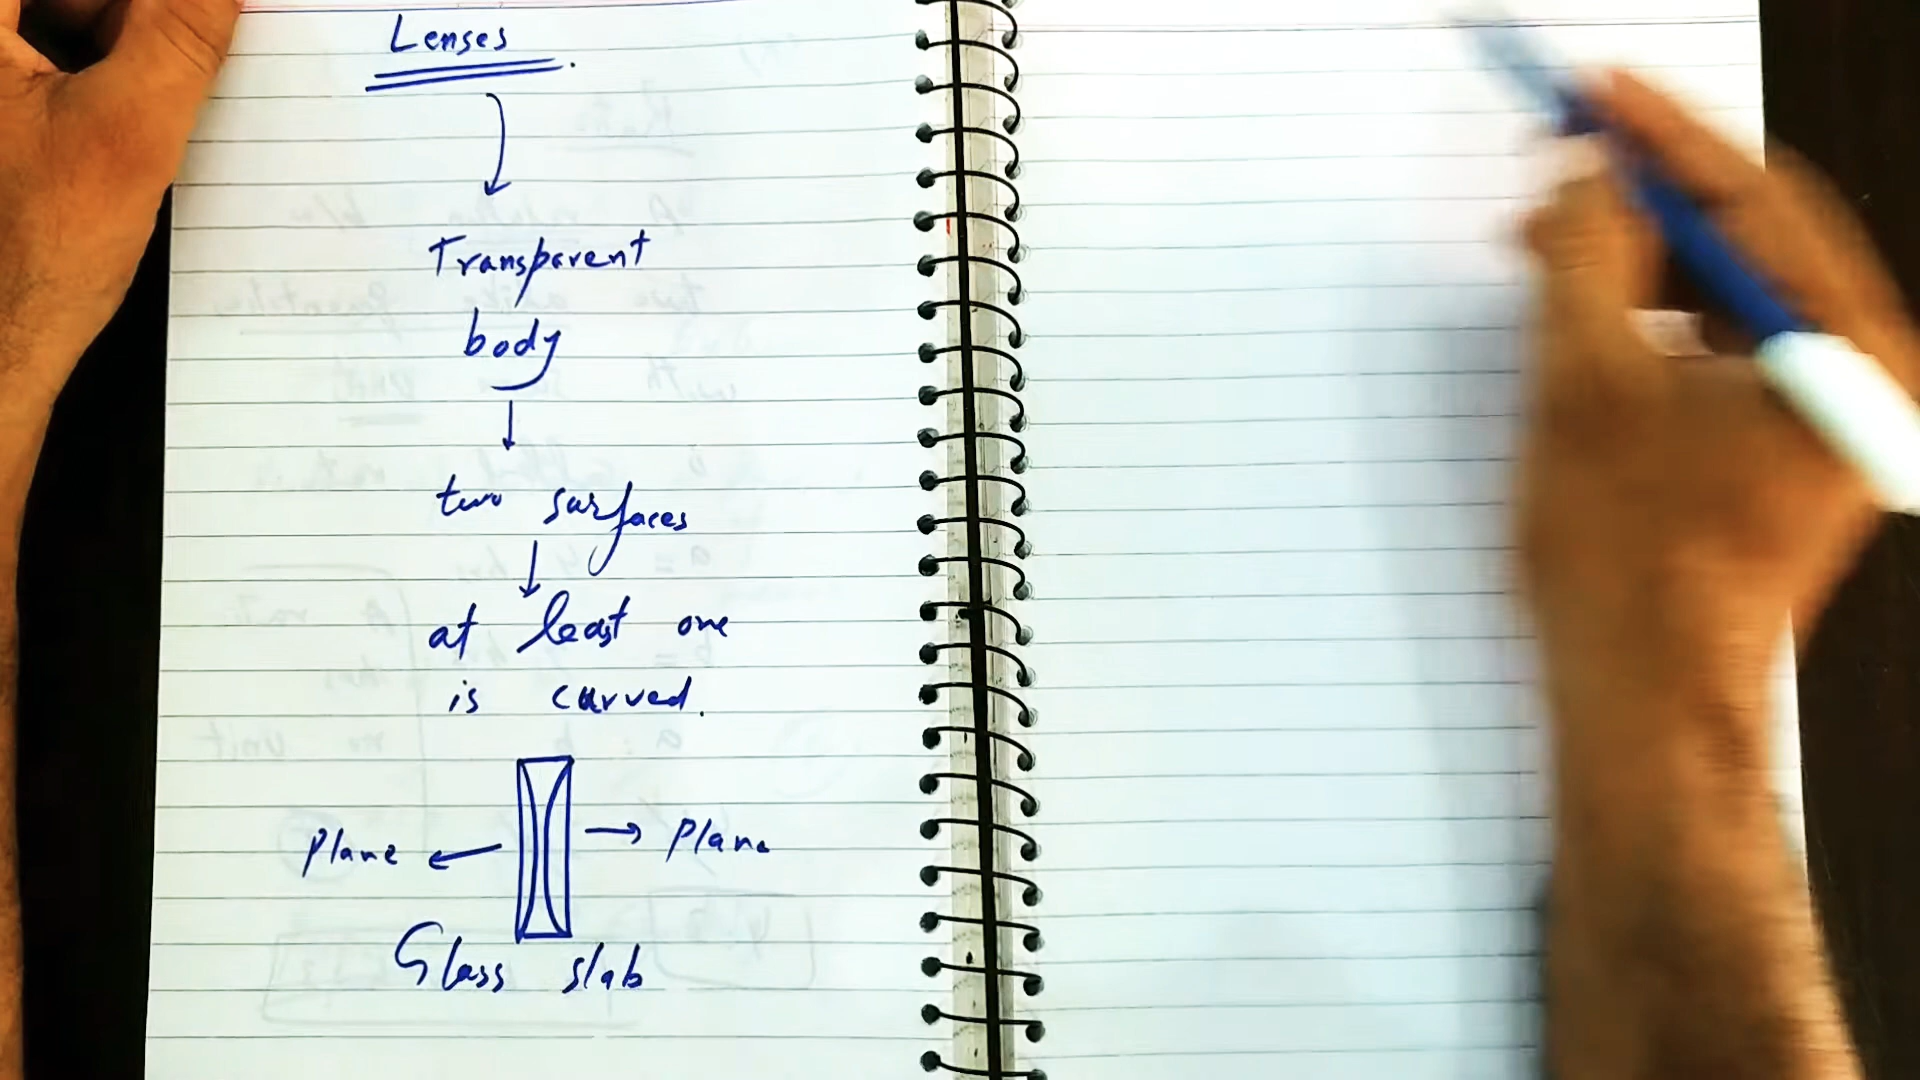 Lenses
Transparent
body
two surfaces
at least one
is curved.
Plane
Plane
Glass slab